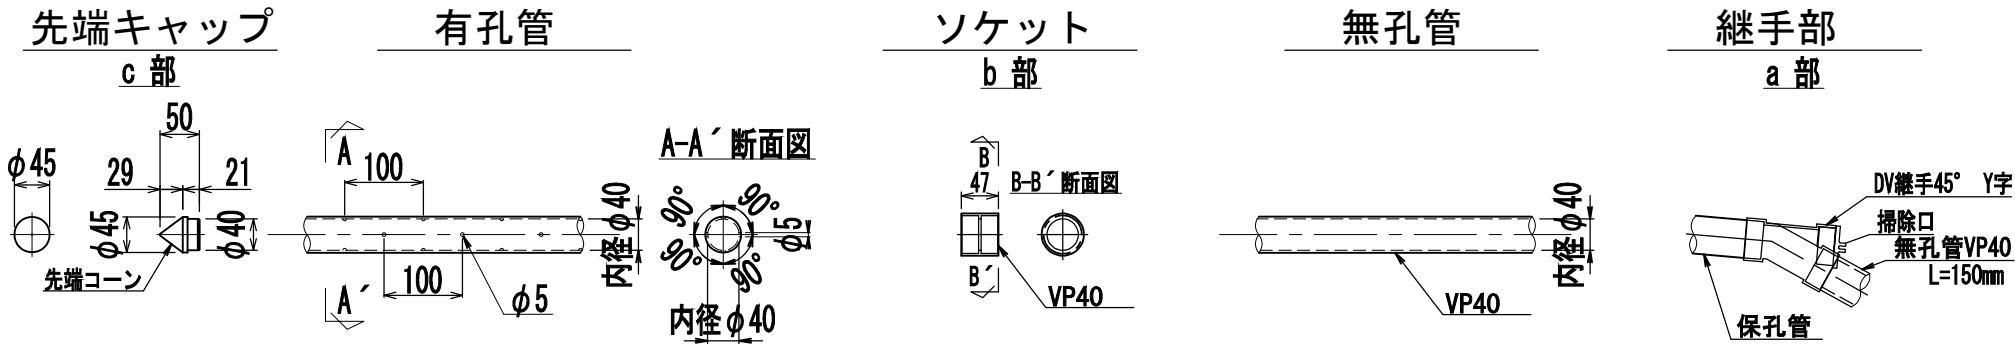 先端キャップ
c 部
50
φ45
29
21
φ45
φ40
先端コーン
有孔管
A
100
内径φ40
100
A´
φ5
A-A´断面図
90°
90°
90°
90°
φ5
内径φ40
ソケット
b 部
B
47
B-B´断面図
B´
VP40
無孔管
内径φ40
VP40
継手部
a 部
DV継手45° Y字
掃除口
無孔管VP40
L=150mm
保孔管